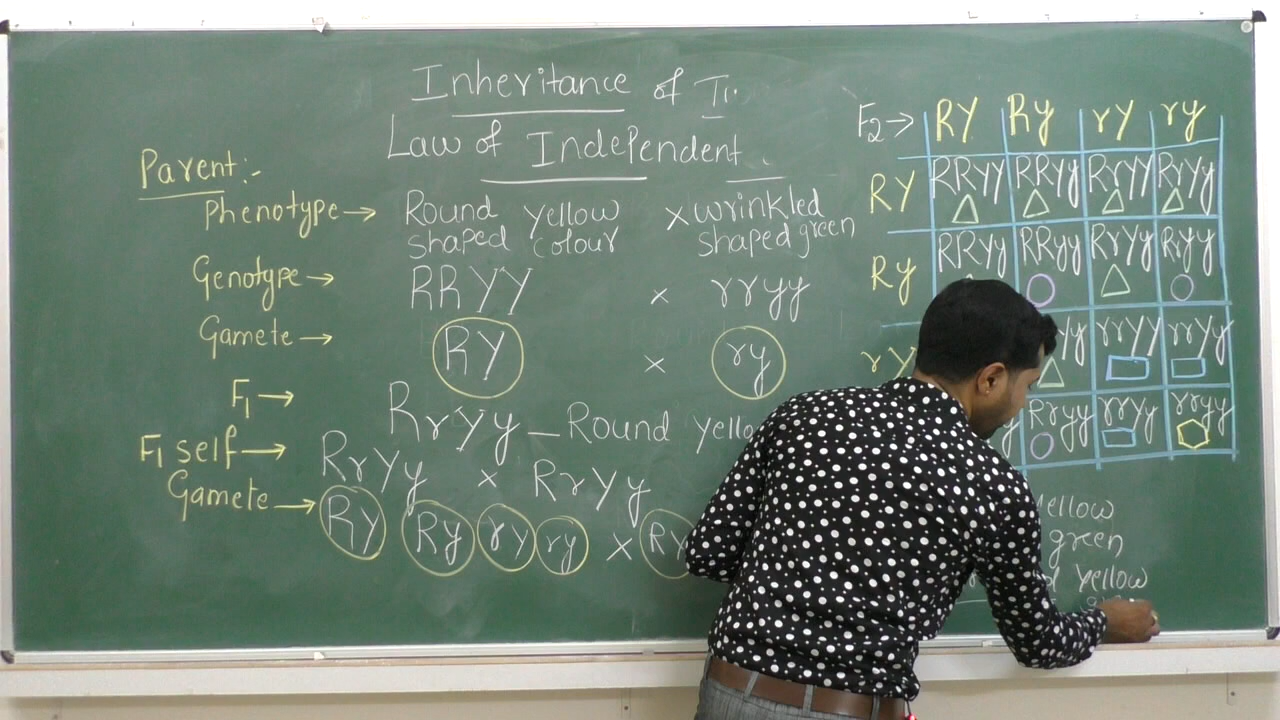 Inheritance of
Law of Independent
Parent:-
Phenotype → Round shaped yellow colour × wrinkled shaped green
Genotype → RRYY × rryy
Gamete → RY × ry
F1 → RrYy — Round
F1 self → RrYy × RrYy
Gamete → RY Ry rY ry ×
F2 → RY Ry rY ry
RY RRYY RRYy RrYY RrYy
Ry RRYy RRyy RrYy Rryy
rY rrYY rrYy
Rryy rrYy rryy
Yellow
green
yellow